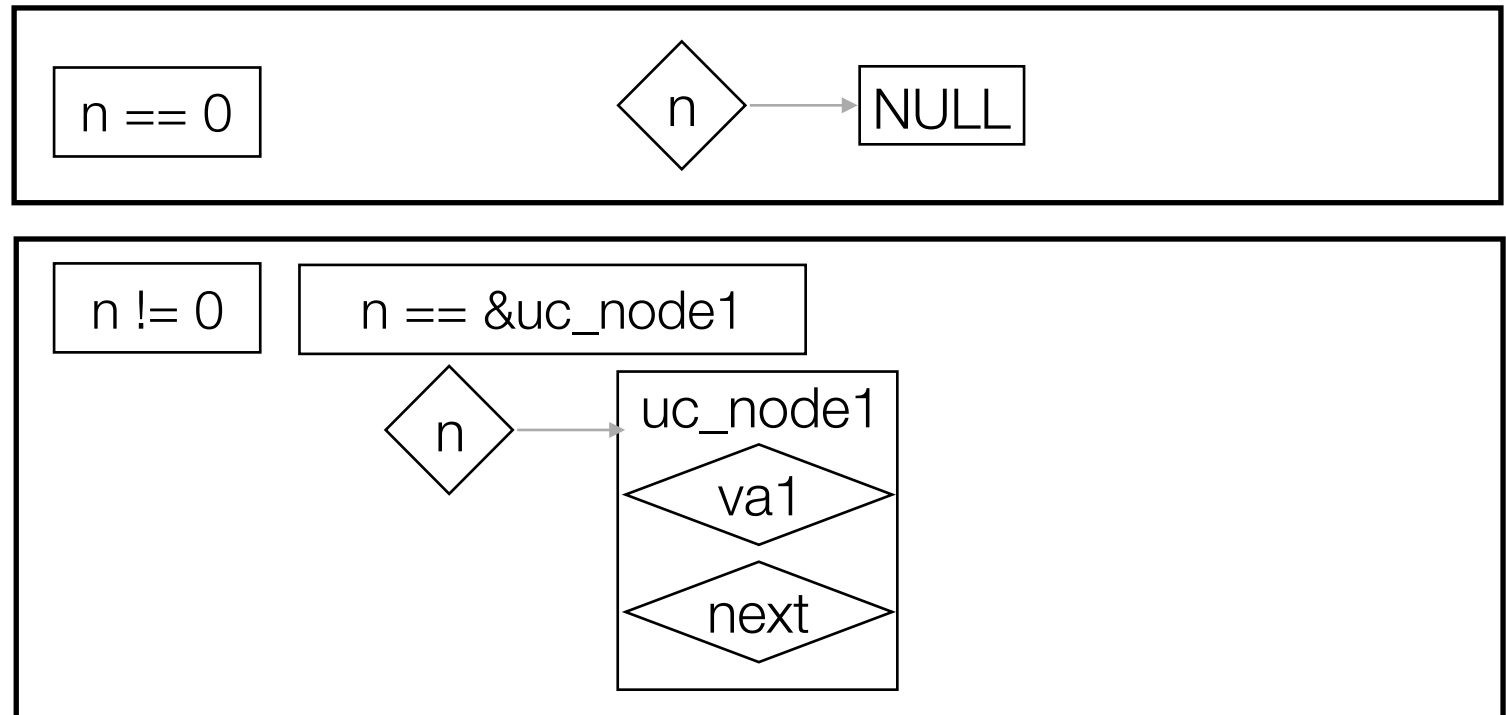 n == 0
n
NULL
n != 0
n == &uc_node1
n
uc_node1
va1
next